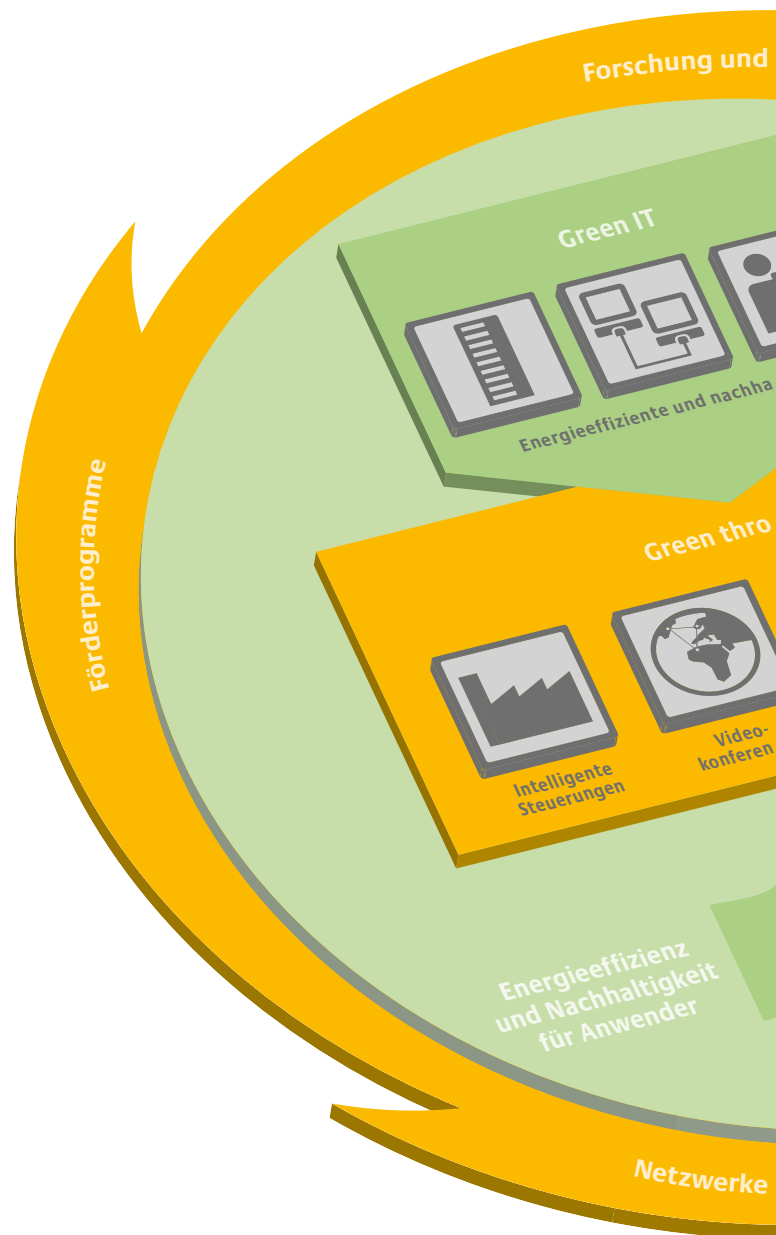 Forschung und
Green IT
Energieeffiziente und nachha
Förderprogramme
Green thro
Intelligente
Steuerungen
Video-
konferen
Energieeffizienz
und Nachhaltigkeit
für Anwender
Netzwerke